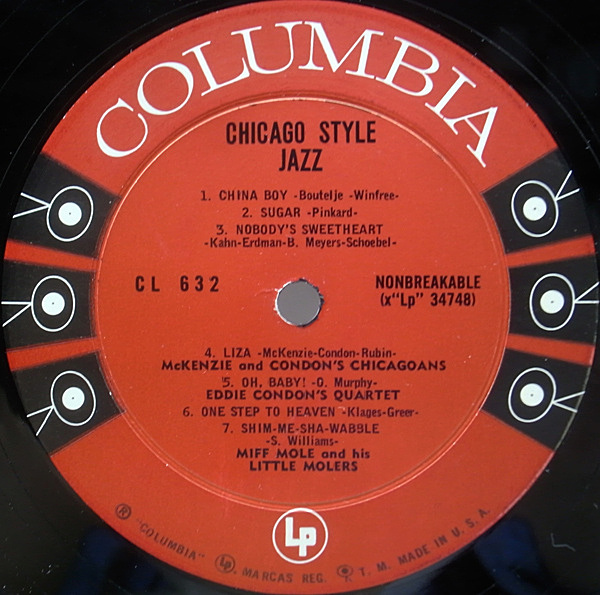 COLUMBIA
CHICAGO STYLE
JAZZ
1. CHINA BOY -Boutelje -Winfree-
2. SUGAR -Pinkard-
3. NOBODY'S SWEETHEART
-Kahn-Erdman-B. Meyers-Schoebel-
CL 632
NONBREAKABLE
(x"Lp" 34748)
4. LIZA -McKenzie-Condon-Rubin-
McKENZIE and CONDON'S CHICAGOANS
5. OH, BABY! -O. Murphy-
EDDIE CONDON'S QUARTET
6. ONE STEP TO HEAVEN -Klages-Greer-
7. SHIM-ME-SHA-WABBLE
-S. Williams-
MIFF MOLE and his
LITTLE MOLERS
Lp
® "COLUMBIA" Lp, MARCAS REG. T. M. MADE IN U. S. A.